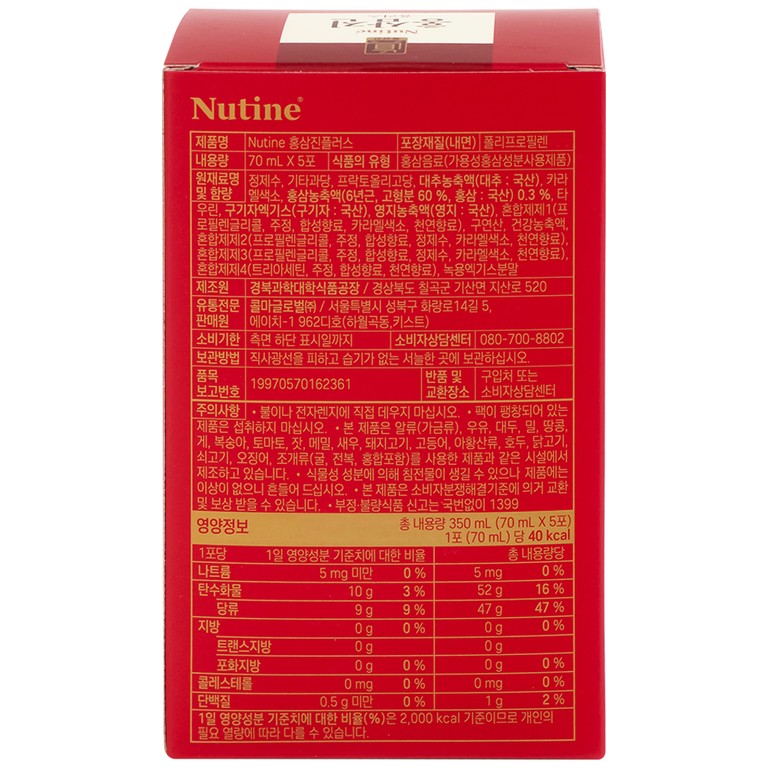 Nutine
홍삼진
Nutine®
제품명 Nutine 홍삼진플러스 포장재질(내면) 폴리프로필렌
내용량 70 mL X 5포 식품의 유형 홍삼음료(가용성홍삼성분사용제품)
원재료명 정제수, 기타과당, 프락토올리고당, 대추농축액(대추 : 국산), 카라
및 함량 멜색소, 홍삼농축액(6년근, 고형분 60 %, 홍삼 : 국산) 0.3 %, 타
우린, 구기자엑기스(구기자 : 국산), 영지농축액(영지 : 국산), 혼합제제1(프
로필렌글리콜, 주정, 합성향료, 카라멜색소, 천연향료), 구연산, 건강농축액,
혼합제제2(프로필렌글리콜, 주정, 합성향료, 정제수, 카라멜색소, 천연향료),
혼합제제3(프로필렌글리콜, 주정, 합성향료, 정제수, 카라멜색소, 천연향료),
혼합제제4(트리아세틴, 주정, 합성향료, 천연향료), 녹용엑기스분말
제조원 경북과학대학식품공장 / 경상북도 칠곡군 기산면 지산로 520
유통전문 콜마글로벌㈜ / 서울특별시 성북구 화랑로14길 5,
판매원 에이치-1 962디호(하월곡동,키스트)
소비기한 측면 하단 표시일까지 소비자상담센터 080-700-8802
보관방법 직사광선을 피하고 습기가 없는 서늘한 곳에 보관하십시오.
품목 보고번호 19970570162361 반품 및 교환장소 구입처 또는 소비자상담센터
주의사항 • 불이나 전자렌지에 직접 데우지 마십시오. • 팩이 팽창되어 있는
제품은 섭취하지 마십시오. • 본 제품은 알류(가금류), 우유, 대두, 밀, 땅콩,
게, 복숭아, 토마토, 잣, 메밀, 새우, 돼지고기, 고등어, 아황산류, 호두, 닭고기,
쇠고기, 오징어, 조개류(굴, 전복, 홍합포함)를 사용한 제품과 같은 시설에서
제조하고 있습니다. • 식물성 성분에 의해 침전물이 생길 수 있으나 제품에는
이상이 없으니 흔들어 드십시오. • 본 제품은 소비자분쟁해결기준에 의거 교환
및 보상 받을 수 있습니다. • 부정·불량식품 신고는 국번없이 1399
영양정보 총 내용량 350 mL (70 mL X 5포)
1포 (70 mL) 당 40 kcal
1포당 1일 영양성분 기준치에 대한 비율 총 내용량당
나트륨 5 mg 미만 0 % 5 mg 0 %
탄수화물 10 g 3 % 52 g 16 %
당류 9 g 9 % 47 g 47 %
지방 0 g 0 % 0 g 0 %
트랜스지방 0 g 0 g
포화지방 0 g 0 % 0 g 0 %
콜레스테롤 0 mg 0 % 0 mg 0 %
단백질 0.5 g 미만 0 % 1 g 2 %
1일 영양성분 기준치에 대한 비율(%)은 2,000 kcal 기준이므로 개인의
필요 열량에 따라 다를 수 있습니다.